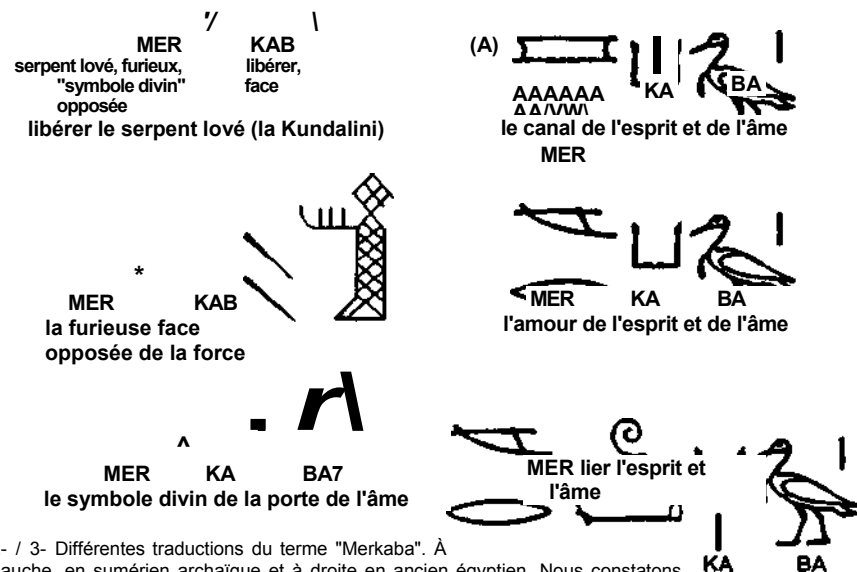 MER KAB
serpent lové, furieux, libérer,
"symbole divin" face
opposée
libérer le serpent lové (la Kundalini)
MER KAB
la furieuse face
opposée de la force
MER KA BA7
le symbole divin de la porte de l'âme
(A)
KA BA
le canal de l'esprit et de l'âme
MER
MER KA BA
l'amour de l'esprit et de l'âme
MER lier l'esprit et
l'âme
KA BA
- / 3- Différentes traductions du terme "Merkaba". À
auche, en sumérien archaïque et à droite en ancien égyptien. Nous constatons